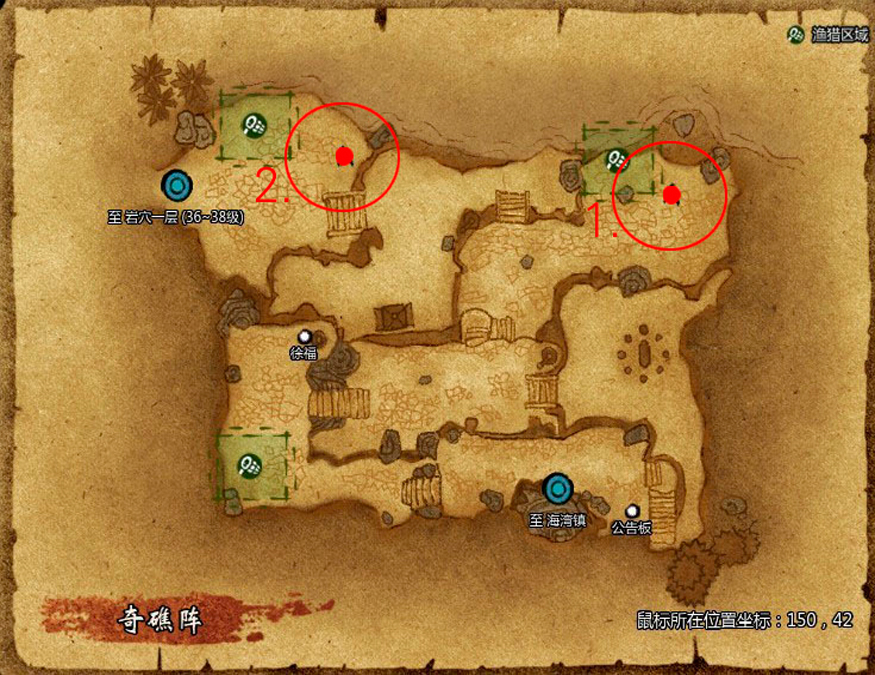 渔猎区域
2.
至 岩穴一层 (36~38级)
1.
徐福
至 海湾镇
公告板
奇礁阵
鼠标所在位置坐标：150，42